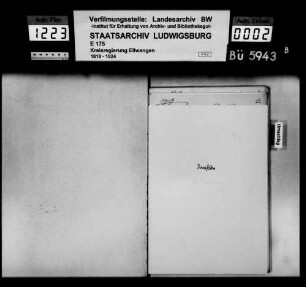 Aufn. Film
1223
Verfilmungsstelle: Landesarchiv BW
-Institut für Erhaltung von Archiv- und Bibliotheksgut-
STAATSARCHIV LUDWIGSBURG
E 175
Kreisregierung Ellwangen
1819 - 1924
Aufn. Einheit
0002
BÜ 5943
B